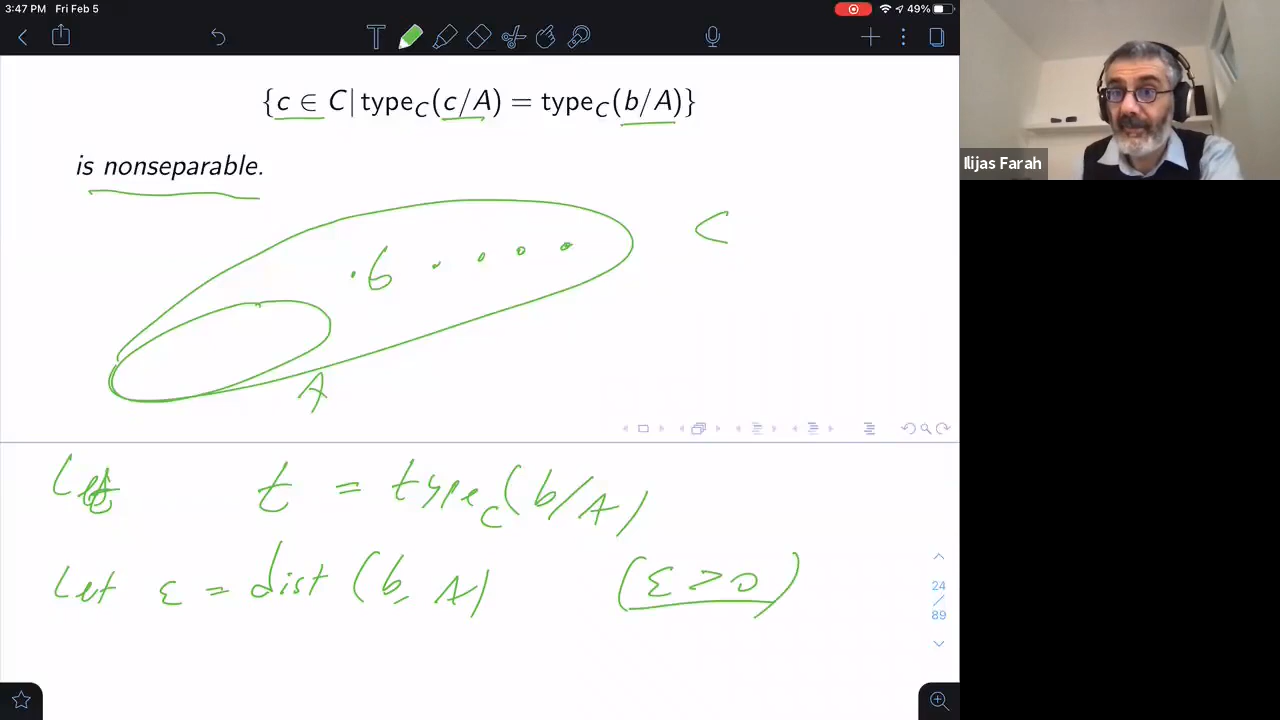 3:47 PM Fri Feb 5
49%
{c ∈ C| type_C(c/A) = type_C(b/A)}
is nonseparable.
Ilijas Farah
C
b
A
Let t = type_C(b/A)
Let ε = dist(b, A) (ε > 0)
24
/
89